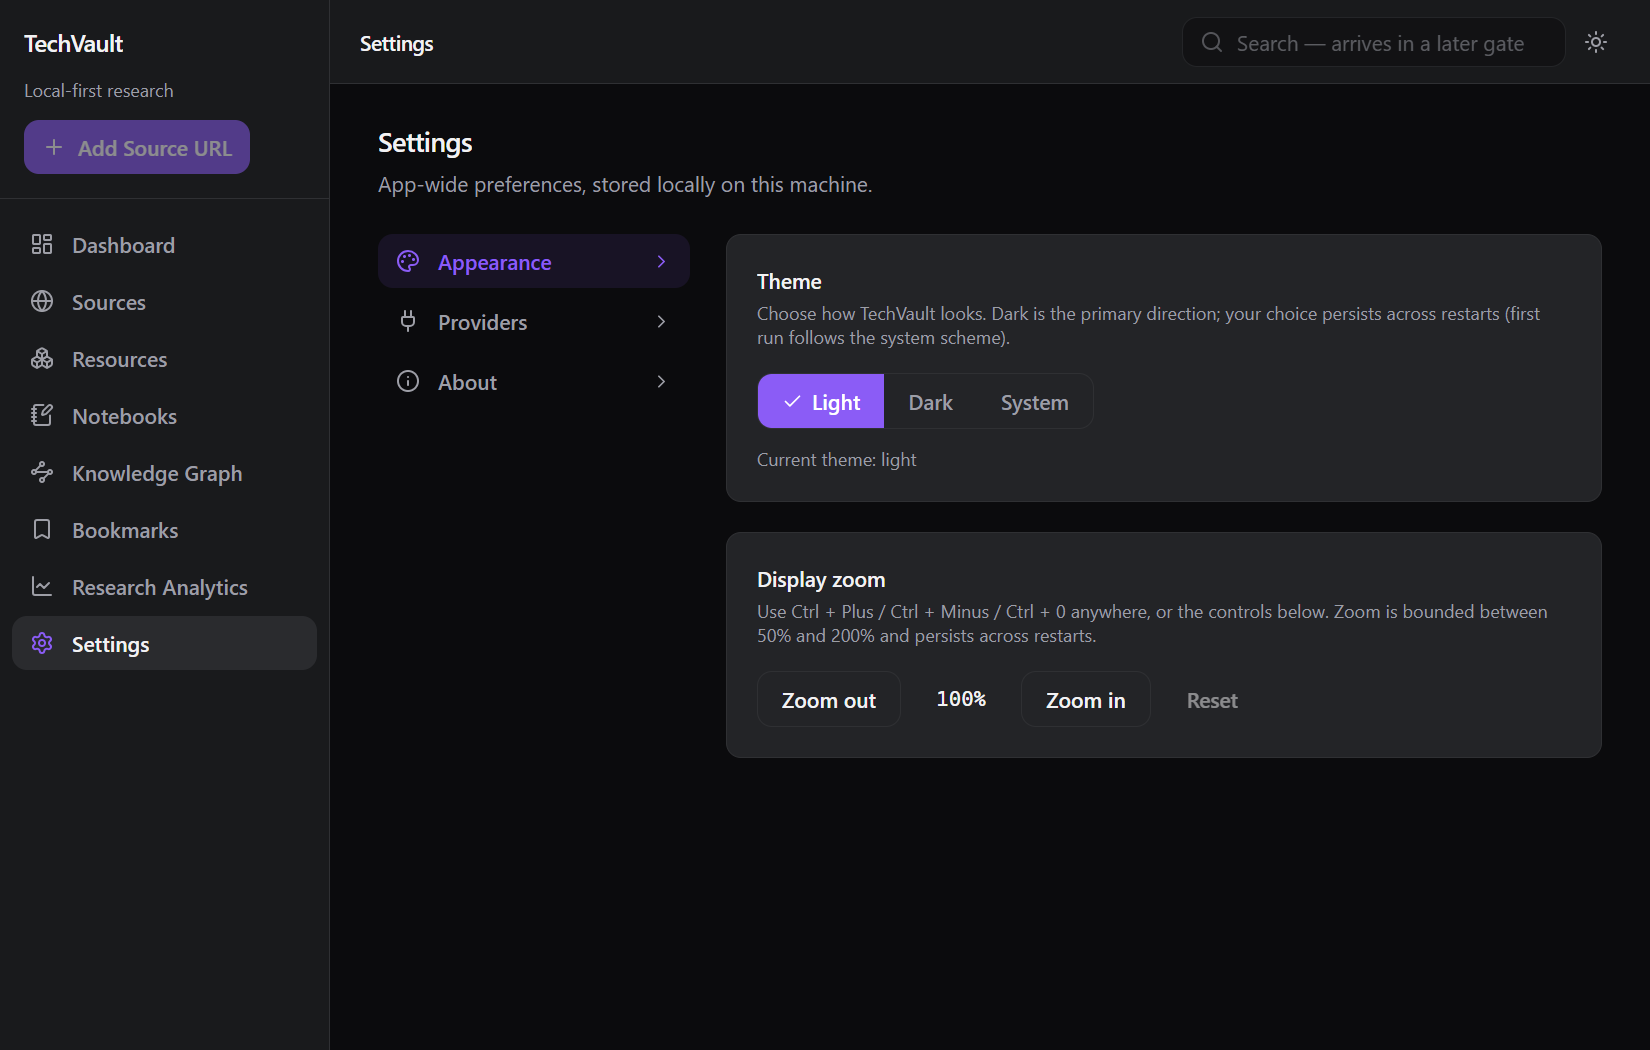 TechVault
Local-first research
Add Source URL
Dashboard
Sources
Resources
Notebooks
Knowledge Graph
Bookmarks
Research Analytics
Settings
Settings
Search — arrives in a later gate
Settings
App-wide preferences, stored locally on this machine.
Appearance
Providers
About
Theme
Choose how TechVault looks. Dark is the primary direction; your choice persists across restarts (first
run follows the system scheme).
Light Dark System
Current theme: light
Display zoom
Use Ctrl + Plus / Ctrl + Minus / Ctrl + 0 anywhere, or the controls below. Zoom is bounded between
50% and 200% and persists across restarts.
Zoom out 100% Zoom in Reset